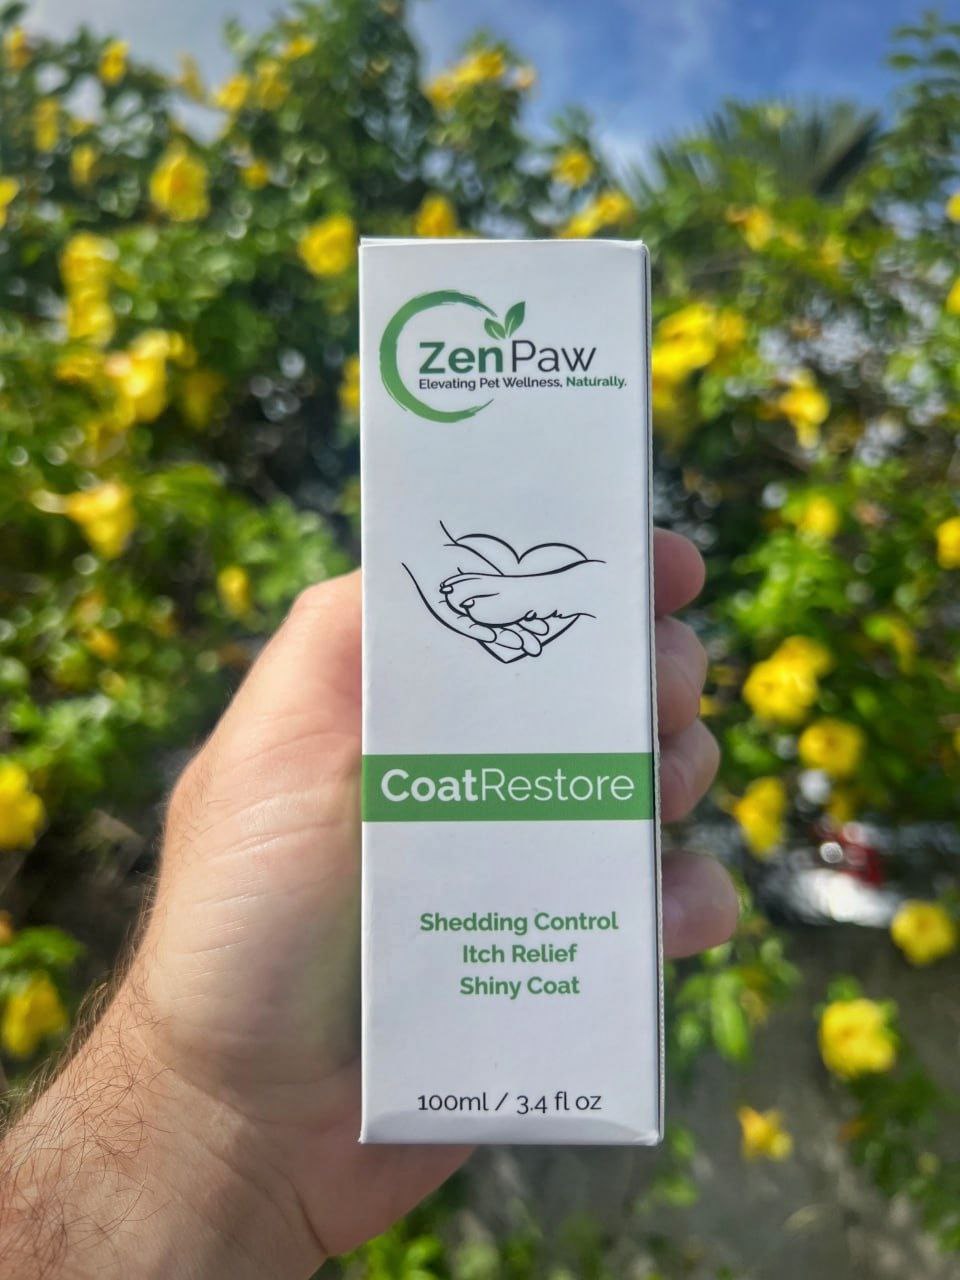 ZenPaw
Elevating Pet Wellness, Naturally.
CoatRestore
Shedding Control
Itch Relief
Shiny Coat
100ml / 3.4 fl oz